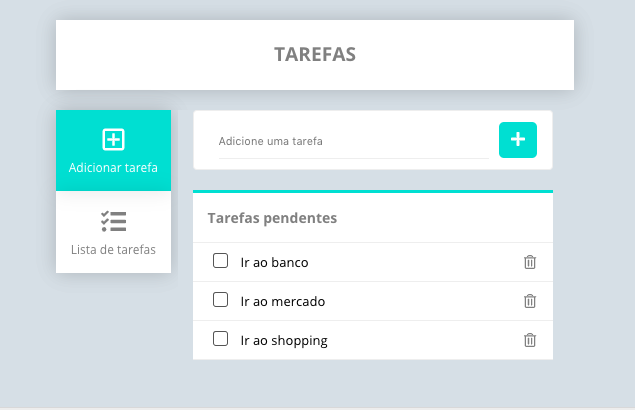 TAREFAS
Adicionar tarefa
Lista de tarefas
Adicione uma tarefa
Tarefas pendentes
Ir ao banco
Ir ao mercado
Ir ao shopping